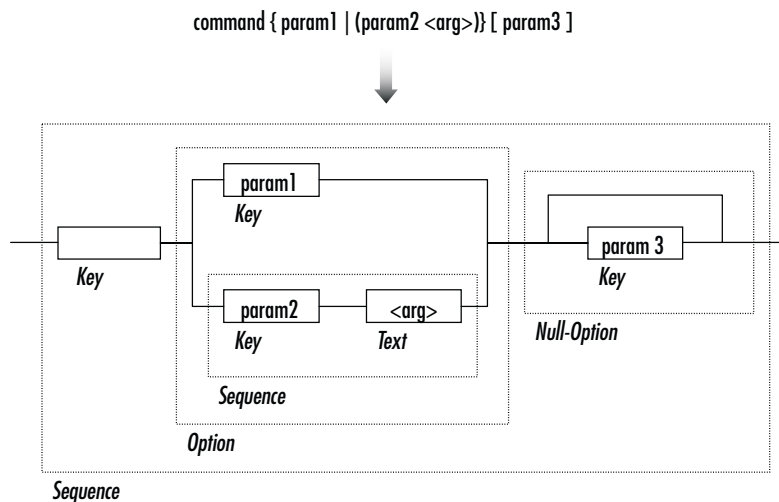 command { param1 | (param2 <arg>)} [ param3 ]
param1
Key
Key
param 3
Key
param2
<arg>
Key
Text
Null-Option
Sequence
Option
Sequence